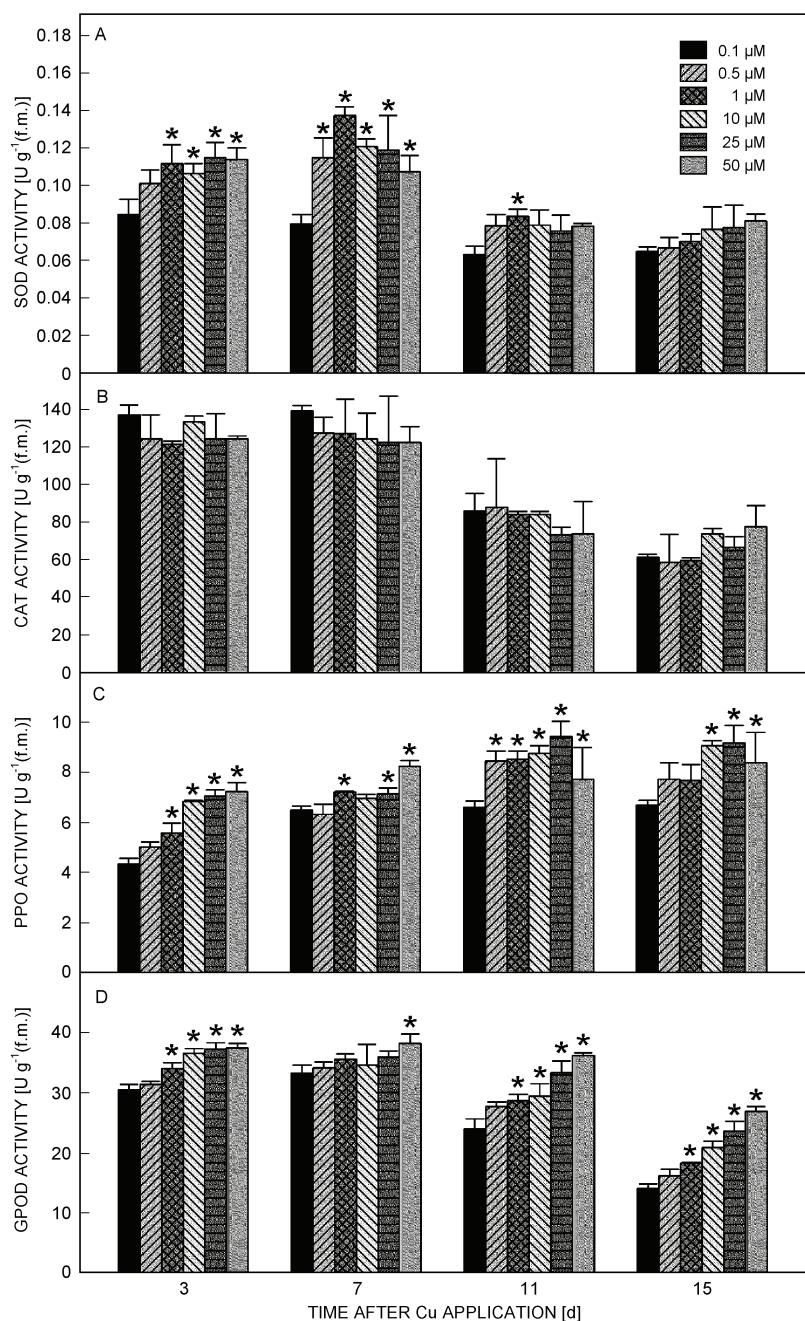 A
0.1 µM
0.5 µM
1 µM
10 µM
25 µM
50 µM
0.18
0.16
0.14
0.12
0.10
0.08
0.06
0.04
0.02
0
SOD ACTIVITY [U g-1(f.m.)]
* * * *
* * * * *
*
B
140
120
100
80
60
40
20
0
CAT ACTIVITY [U g-1(f.m.)]
C
10
8
6
4
2
0
PPO ACTIVITY [U g-1(f.m.)]
* * * *
* * *
* * * * *
* * *
D
40
30
20
10
0
GPOD ACTIVITY [U g-1(f.m.)]
* * * *
*
* * * *
* * * *
3 7 11 15
TIME AFTER Cu APPLICATION [d]